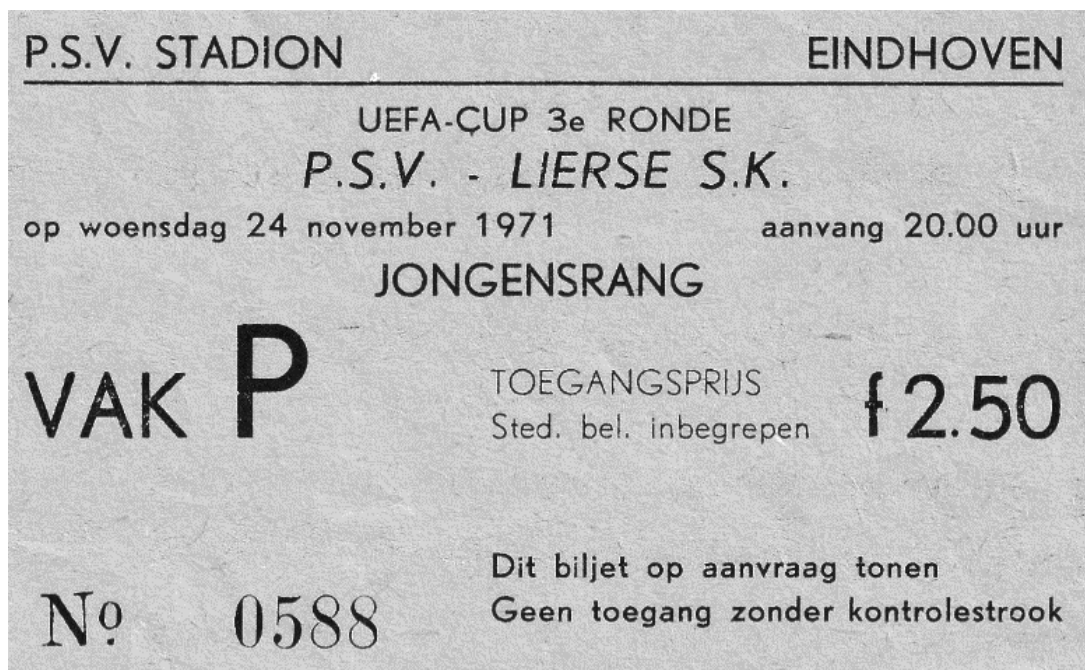 P.S.V. STADION EINDHOVEN
UEFA-CUP 3e RONDE
P.S.V. - LIERSE S.K.
op woensdag 24 november 1971 aanvang 20.00 uur
JONGENSRANG
VAK P TOEGANGSPRIJS f 2.50
Sted. bel. inbegrepen
Dit biljet op aanvraag tonen
Nº 0588 Geen toegang zonder kontrolestrook